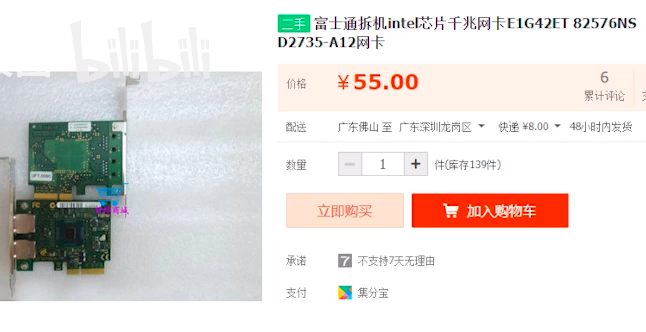 bilibili
二手 富士通拆机intel芯片千兆网卡E1G42ET 82576NS
D2735-A12网卡
价格 ¥55.00 6
累计评论
配送 广东佛山 至 广东深圳龙岗区 快递 ¥8.00 48小时内发货
数量 − 1 + 件(库存139件)
立即购买 加入购物车
承诺 7 不支持7天无理由
支付 集分宝